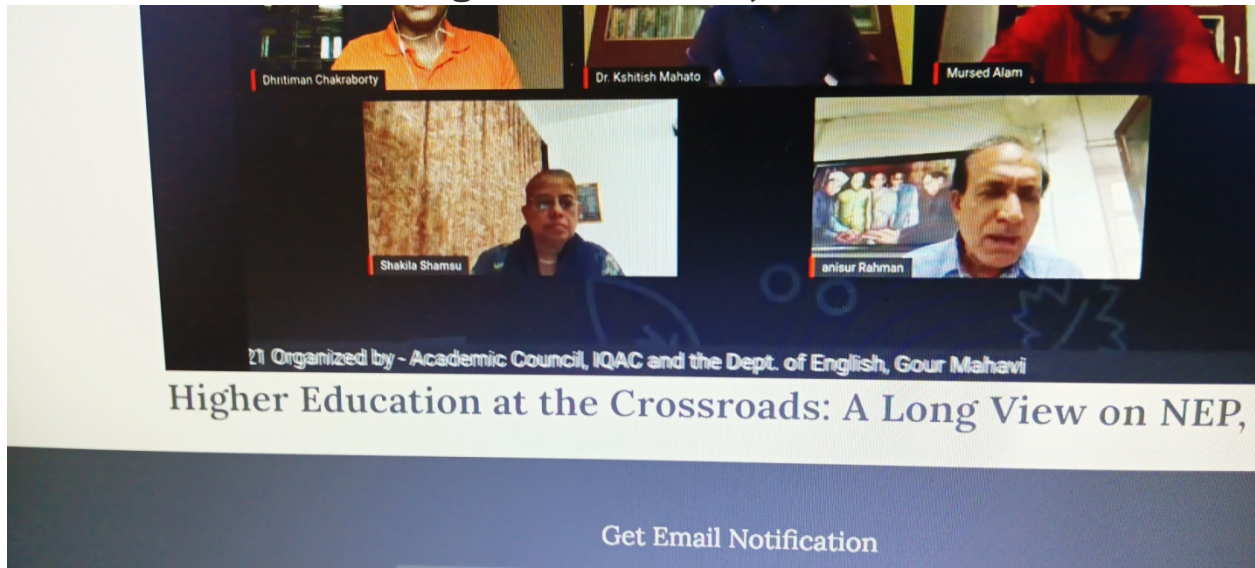 Dhritiman Chakraborty
Dr. Kshitish Mahato
Mursed Alam
Shakila Shamsu
anisur Rahman
21 Organized by - Academic Council, IQAC and the Dept. of English, Gour Mahavi
Higher Education at the Crossroads: A Long View on NEP,
Get Email Notification